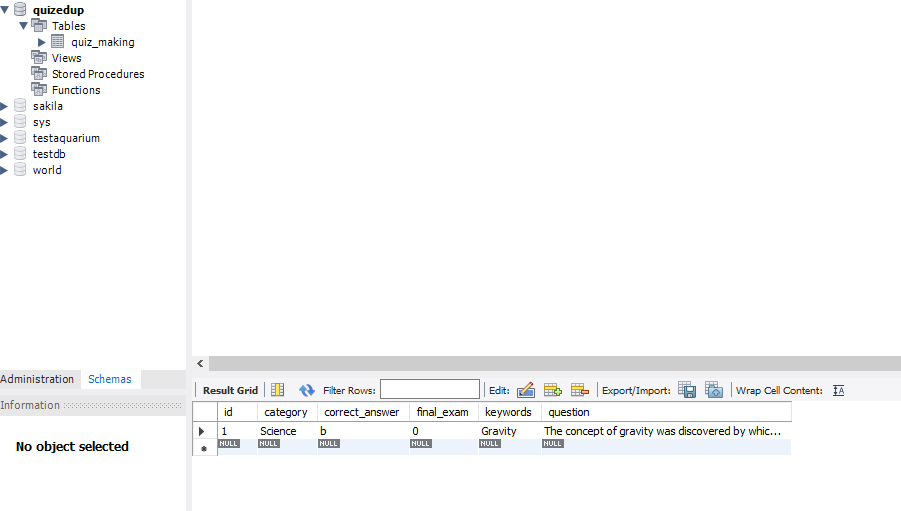 quizedup
Tables
quiz_making
Views
Stored Procedures
Functions
sakila
sys
testaquarium
testdb
world
Administration Schemas
Information
No object selected
Result Grid Filter Rows: Edit: Export/Import: Wrap Cell Content: IA
id category correct_answer final_exam keywords question
1 Science b 0 Gravity The concept of gravity was discovered by whic...
NULL NULL NULL NULL NULL NULL